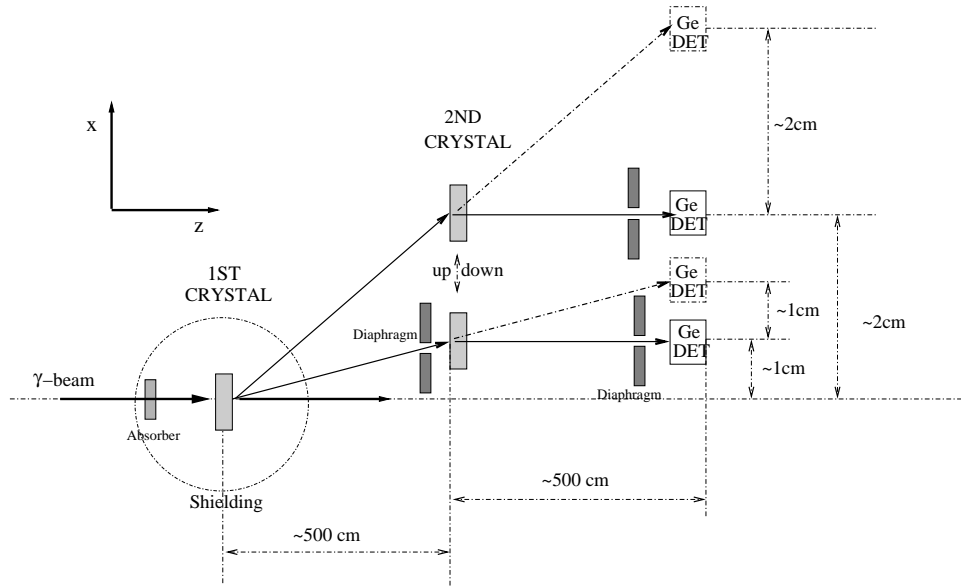 Ge
DET
x
2ND
CRYSTAL
~2cm
z
Ge
DET
1ST
CRYSTAL
up down
Ge
DET
~1cm
~2cm
Diaphragm
Ge
DET
~1cm
γ−beam
Diaphragm
Absorber
Shielding
~500 cm
~500 cm